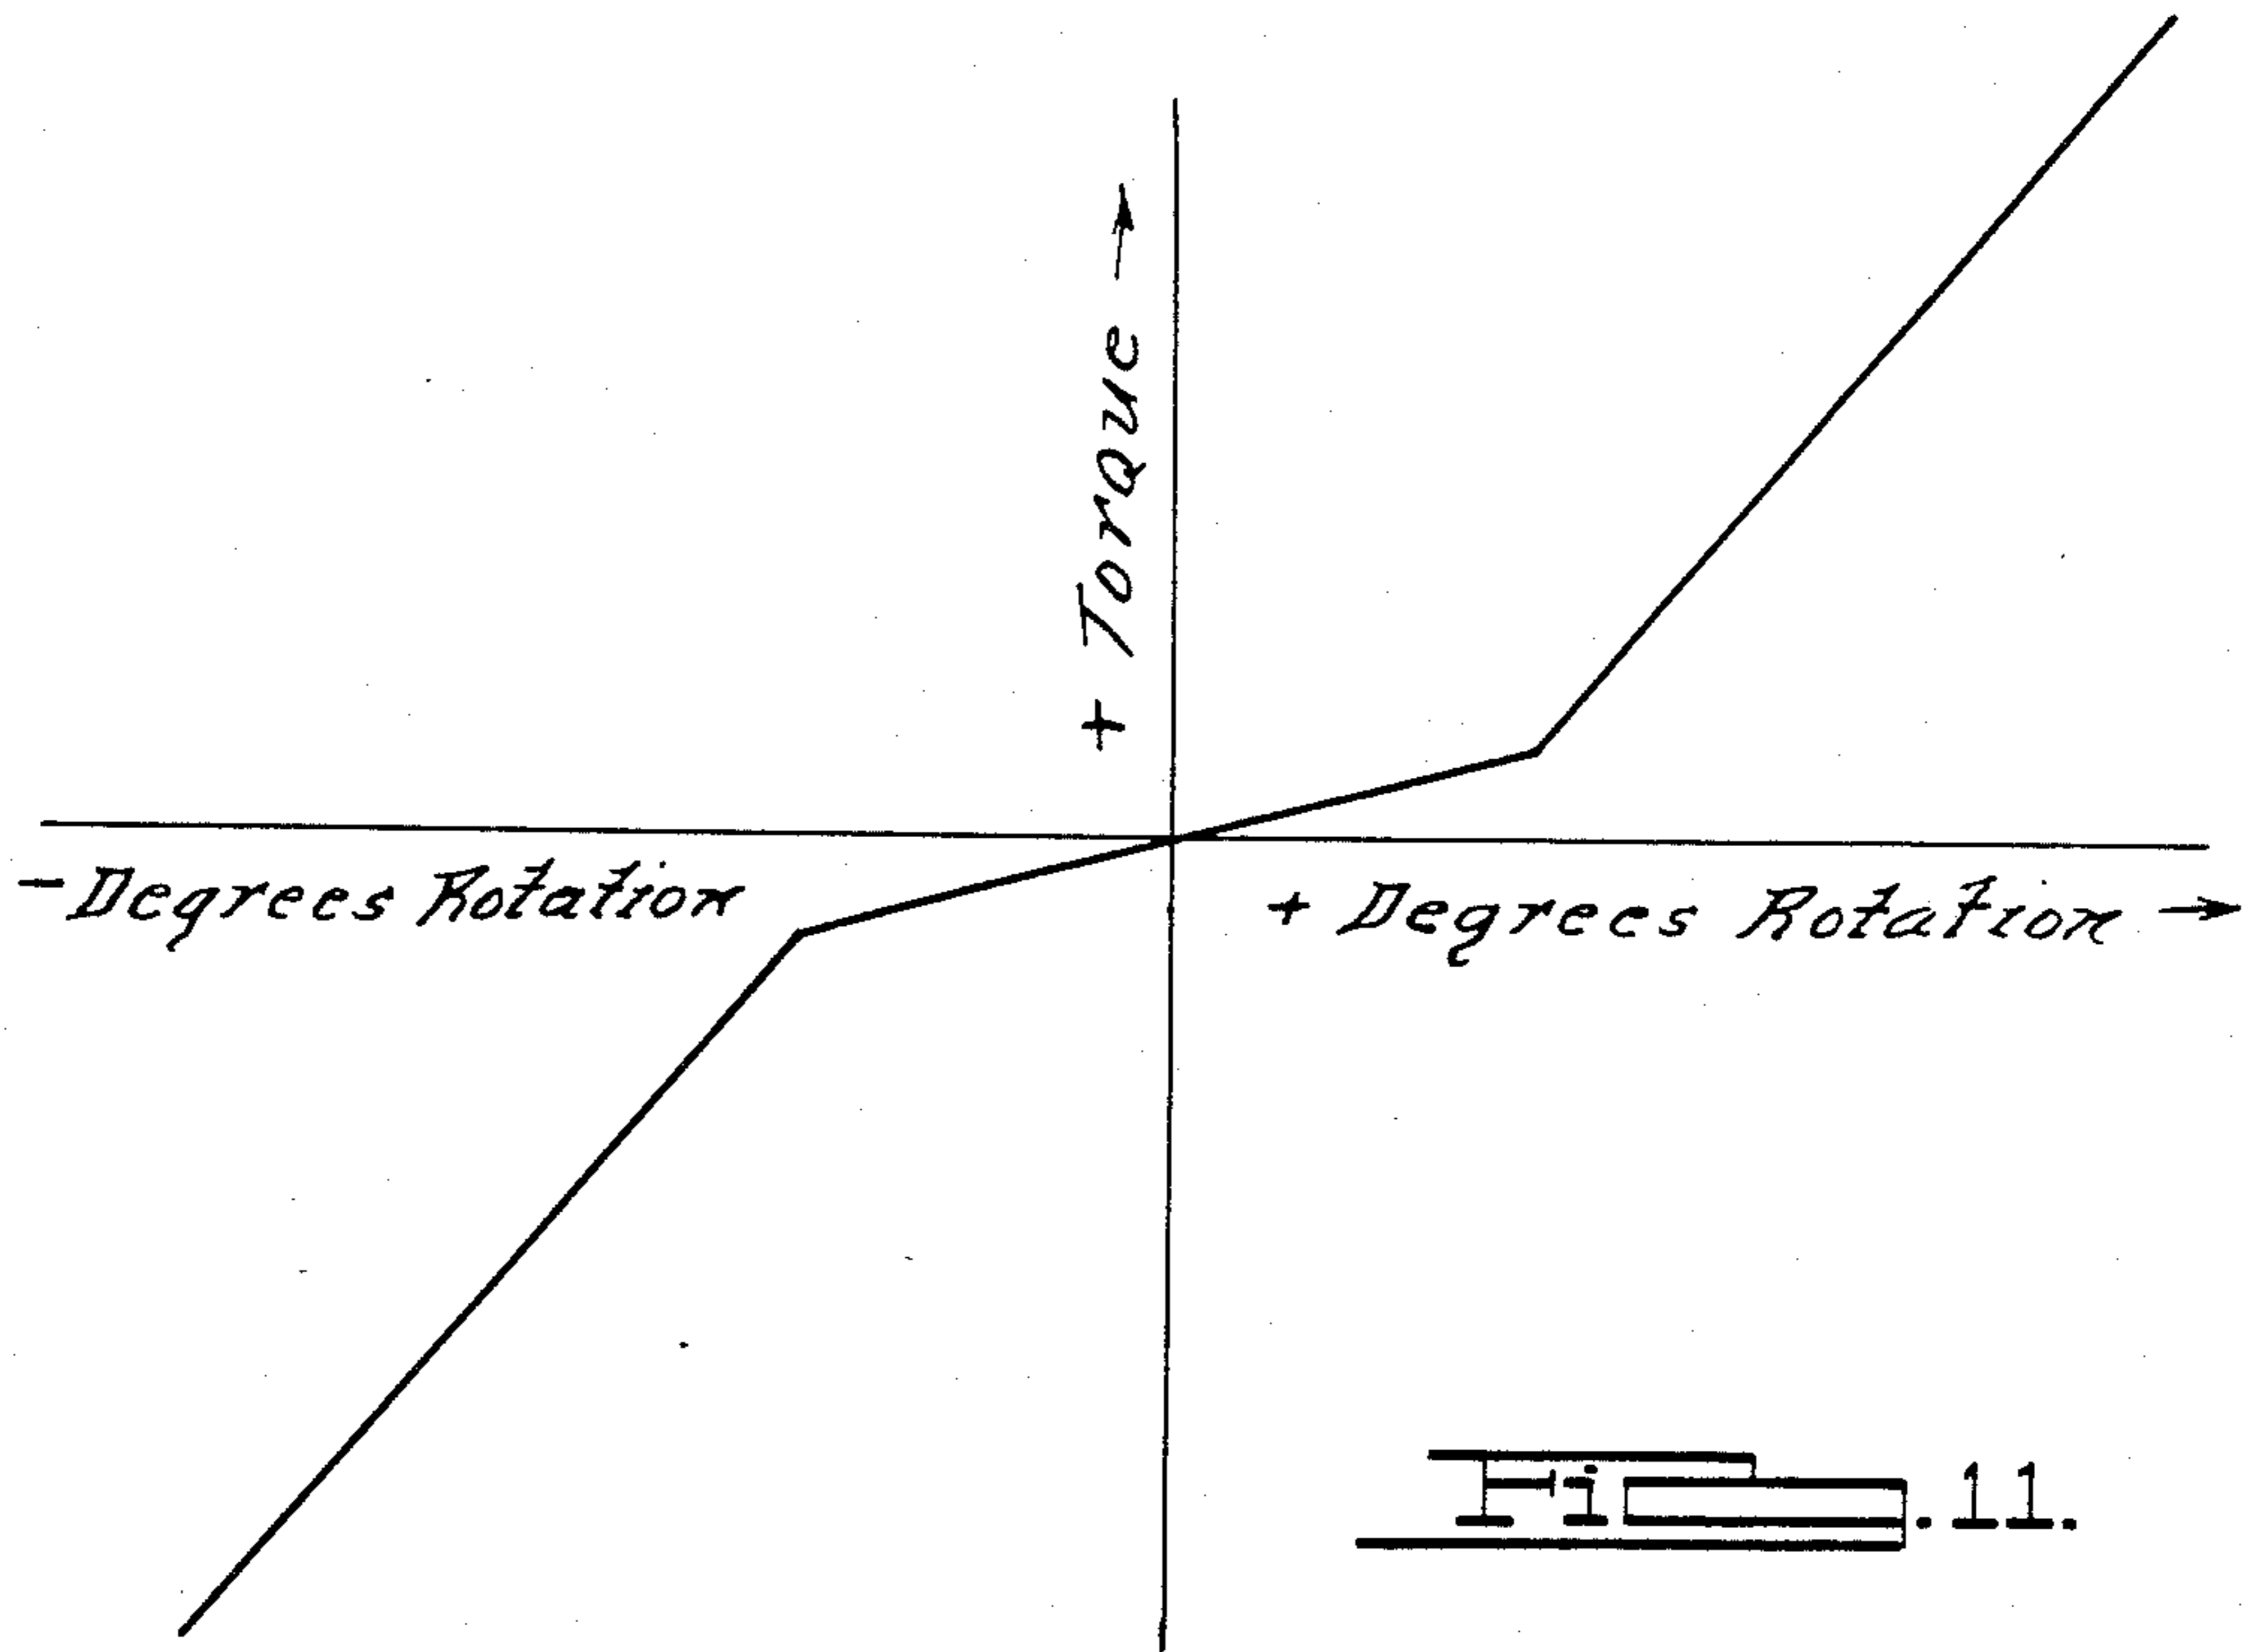 + Torque →
- Degrees Rotation
+ Degrees Rotation →
Fig. 11.